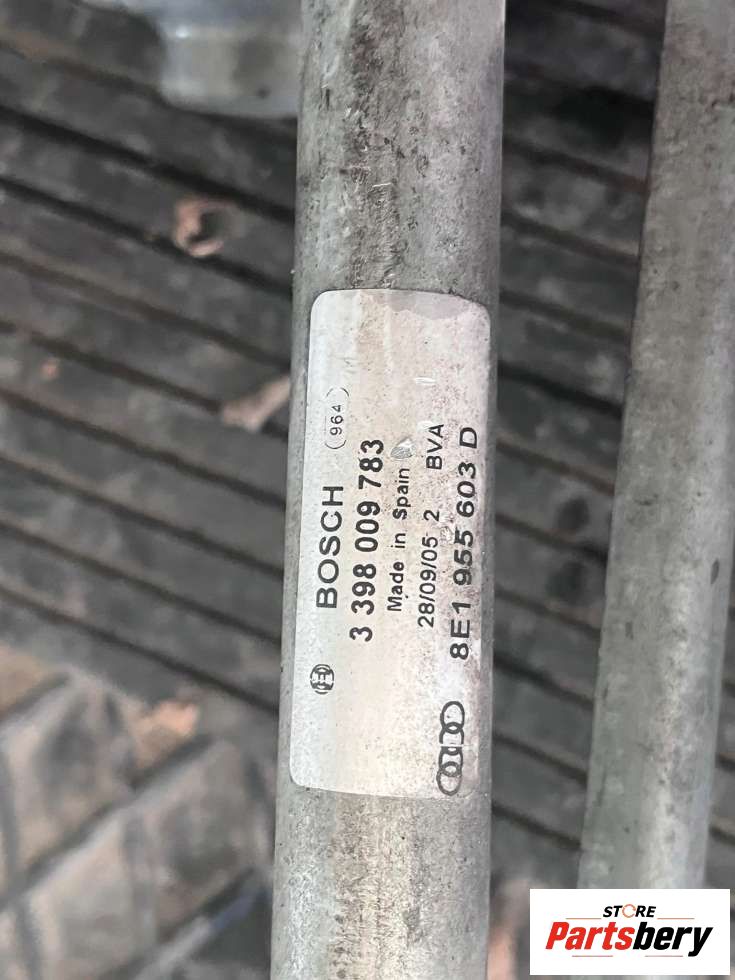 BOSCH (964)
3 398 009 783
Made in Spain
28/09/05 2 BVA
8E1 955 603 D
STORE
Partsbery